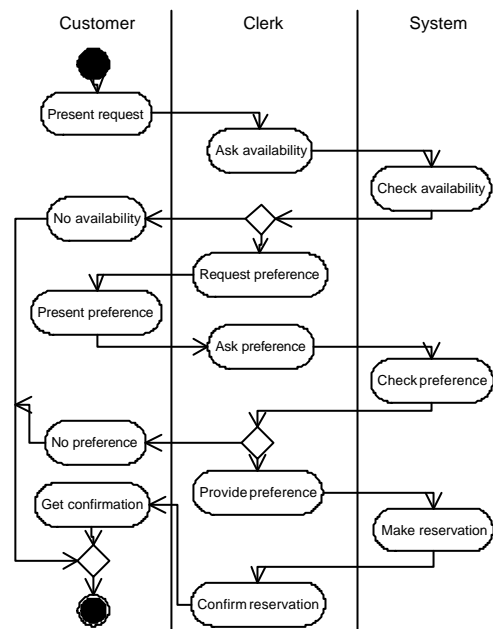 Customer
Clerk
System
Present request
Ask availability
Check availability
No availability
Request preference
Present preference
Ask preference
Check preference
No preference
Provide preference
Get confirmation
Make reservation
Confirm reservation